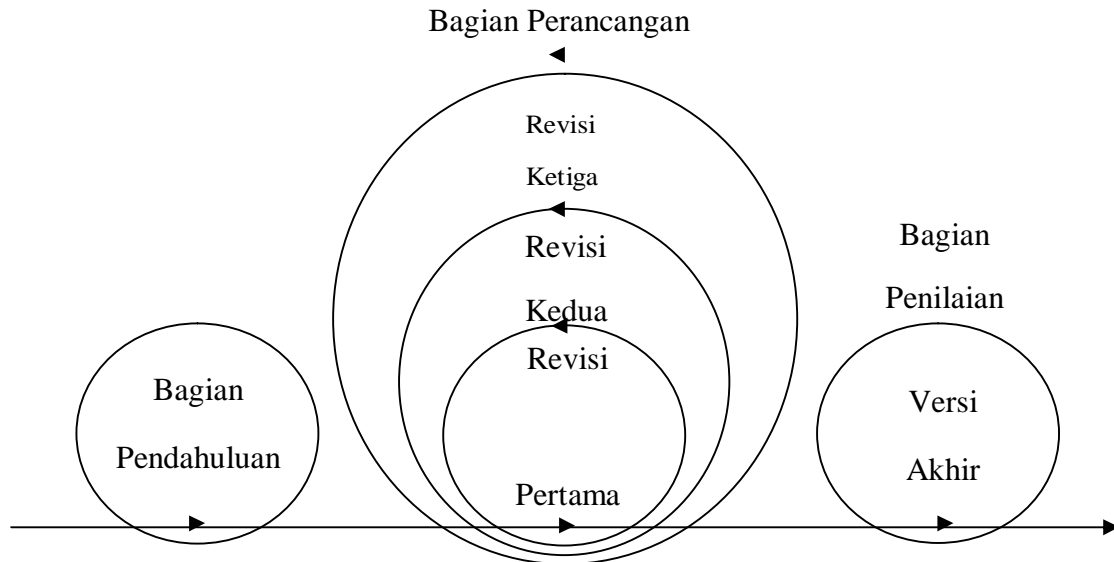 Bagian Perancangan
Revisi
Ketiga
Revisi
Kedua
Revisi
Pertama
Bagian
Pendahuluan
Bagian
Penilaian
Versi
Akhir